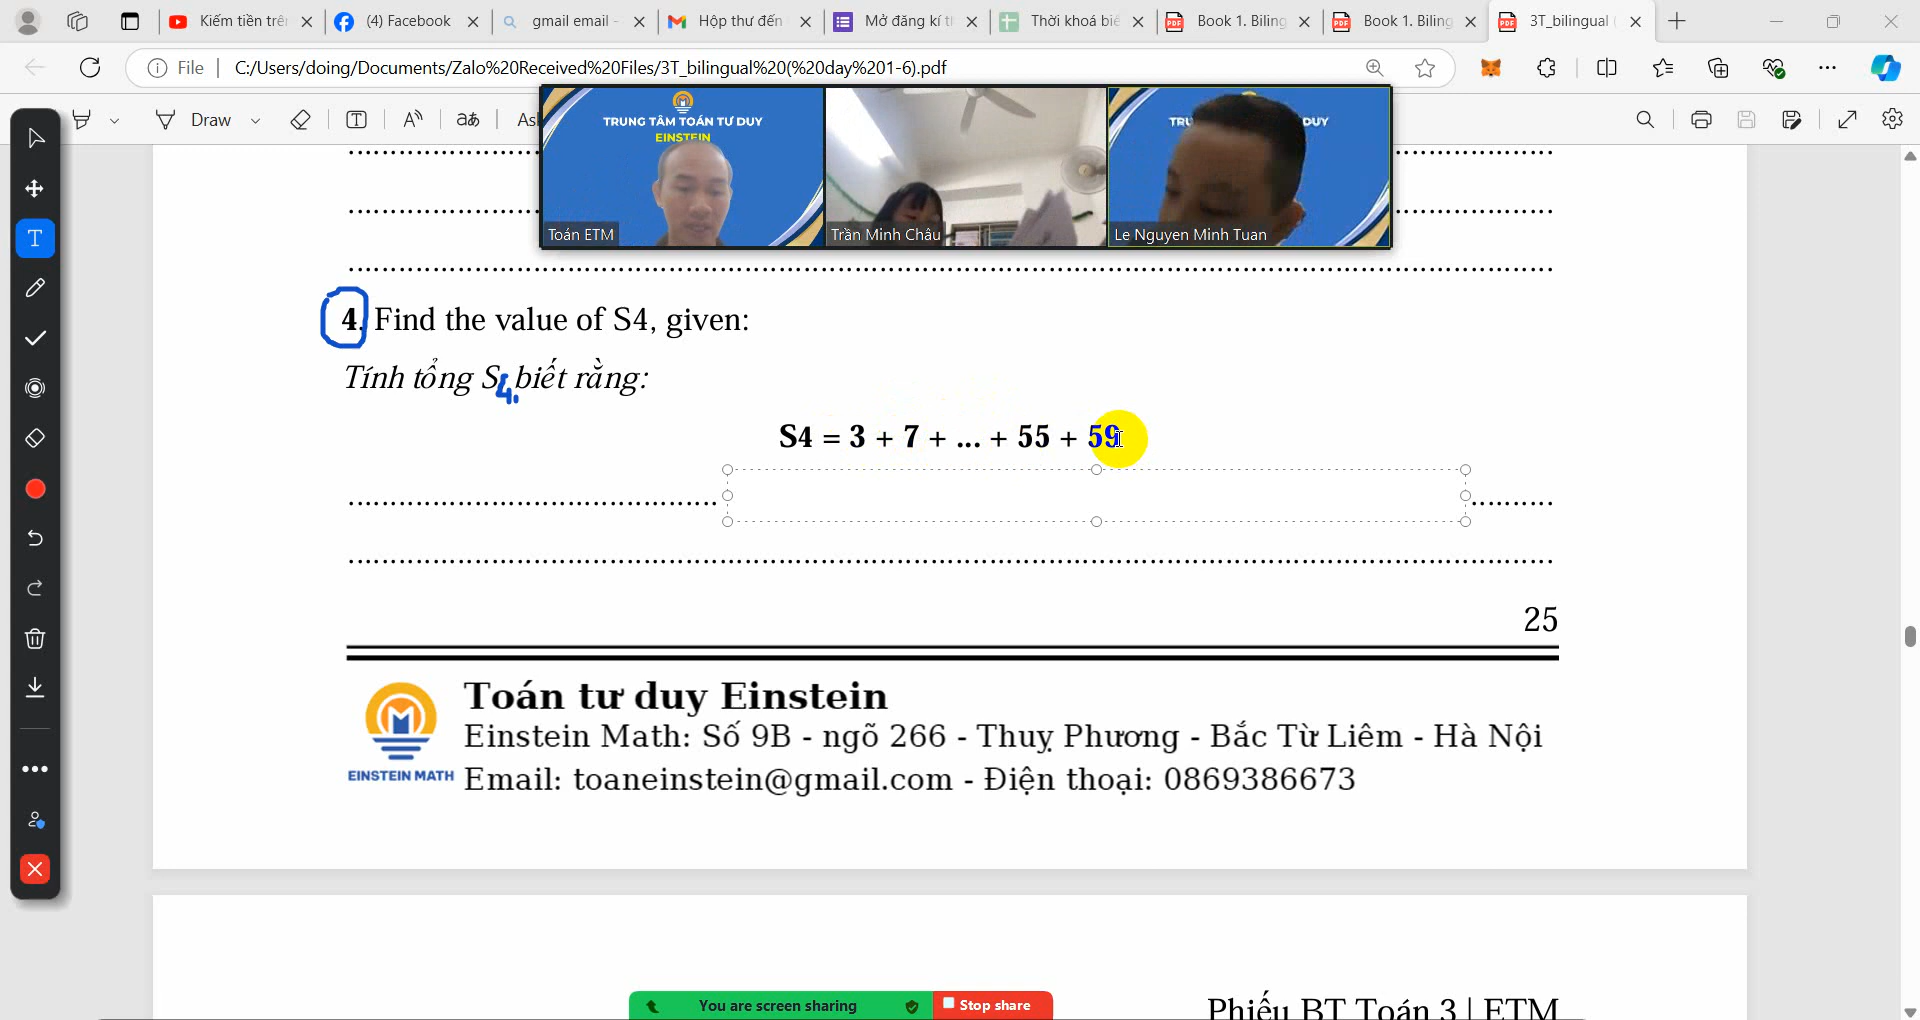 Kiếm tiền trê
(4) Facebook
gmail email -
Hộp thư đến
Mở đăng kí t
Thời khoá biể
Book 1. Biling
Book 1. Biling
3T_bilingual (
File
C:/Users/doing/Documents/Zalo%20Received%20Files/3T_bilingual%20(%20day%201-6).pdf
Draw
T
A
aあ
TRUNG TÂM TOÁN TƯ DUY
EINSTEIN
Toán ETM
Trần Minh Châu
TRU
DUY
Le Nguyen Minh Tuan
T
4. Find the value of S4, given:
Tính tổng S4 biết rằng:
S4 = 3 + 7 + ... + 55 + 59
25
EINSTEIN MATH
Toán tư duy Einstein
Einstein Math: Số 9B - ngõ 266 - Thuỵ Phương - Bắc Từ Liêm - Hà Nội
Email: toaneinstein@gmail.com - Điện thoại: 0869386673
You are screen sharing
Stop share
Phiếu BT Toán 3 | ETM